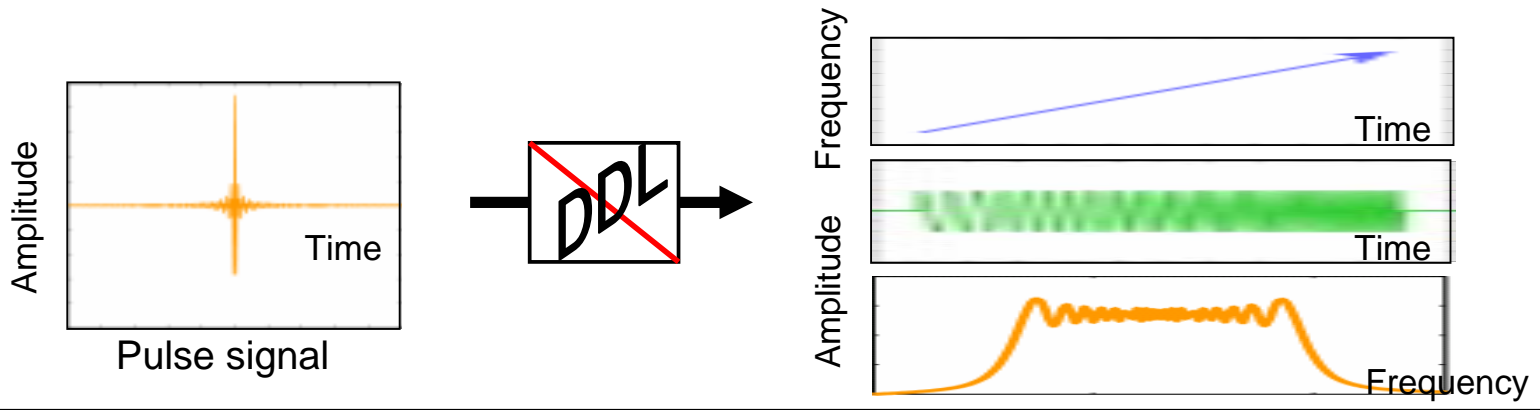 Amplitude
Time
Pulse signal
DDL
Frequency
Time
Amplitude
Time
Frequency